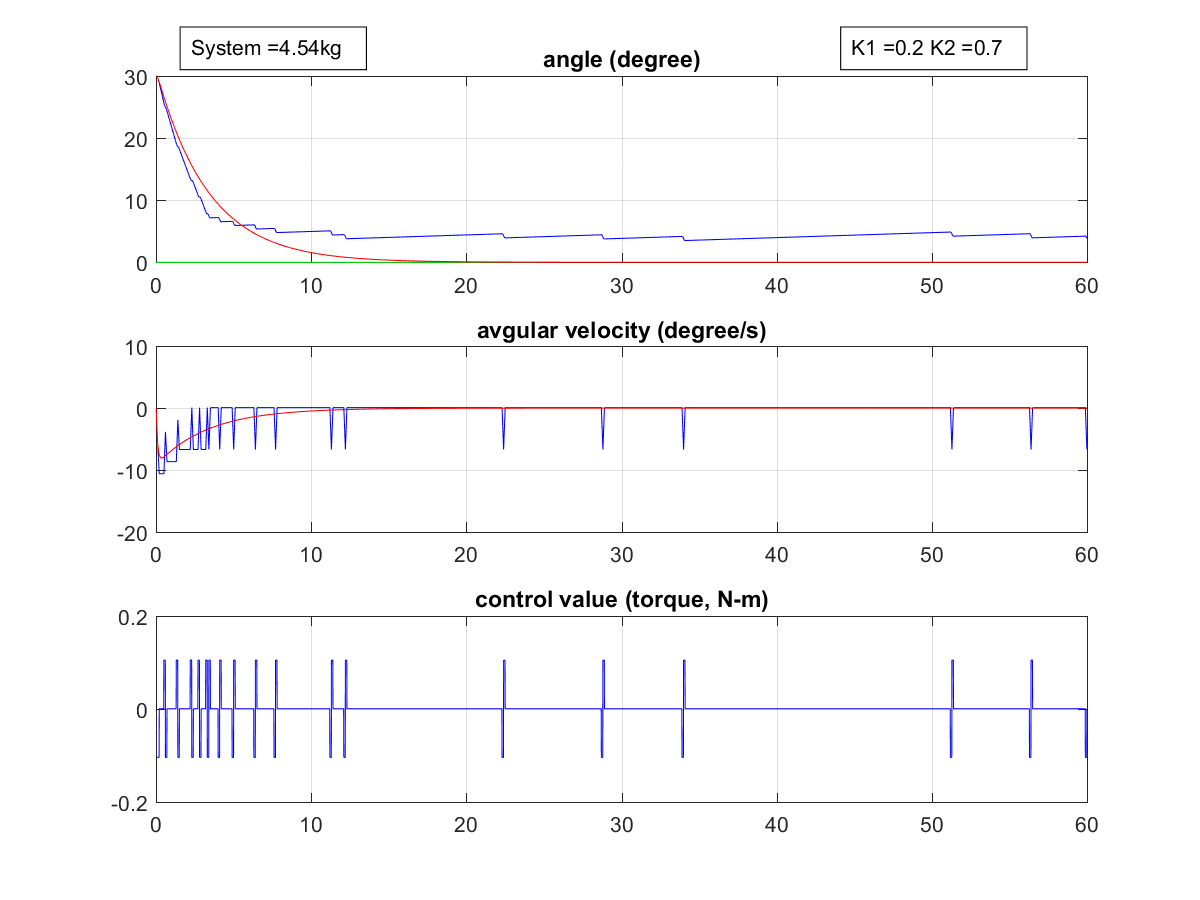 System =4.54kg
K1 =0.2 K2 =0.7
angle (degree)
30
20
10
0
0 10 20 30 40 50 60
avgular velocity (degree/s)
10
0
-10
-20
0 10 20 30 40 50 60
control value (torque, N-m)
0.2
0
-0.2
0 10 20 30 40 50 60